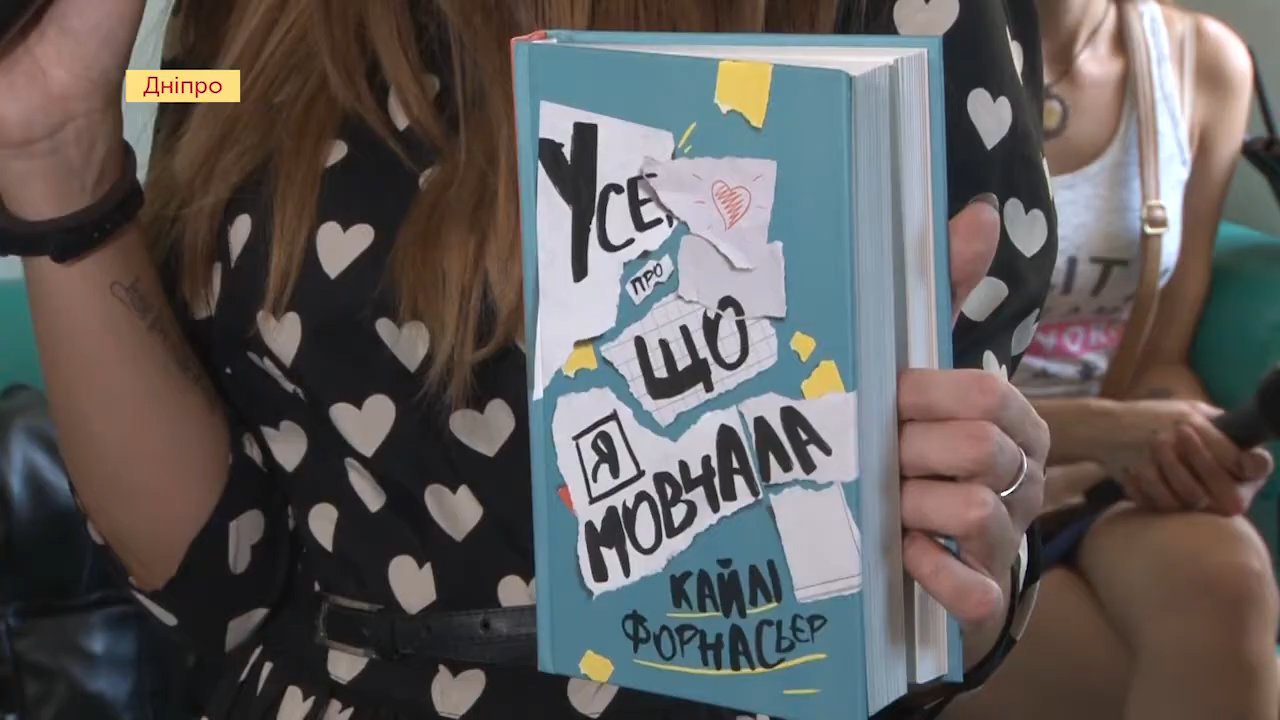 Дніпро
Усе,
про
що
я
мовчала
Кайлі
Форнасьєр